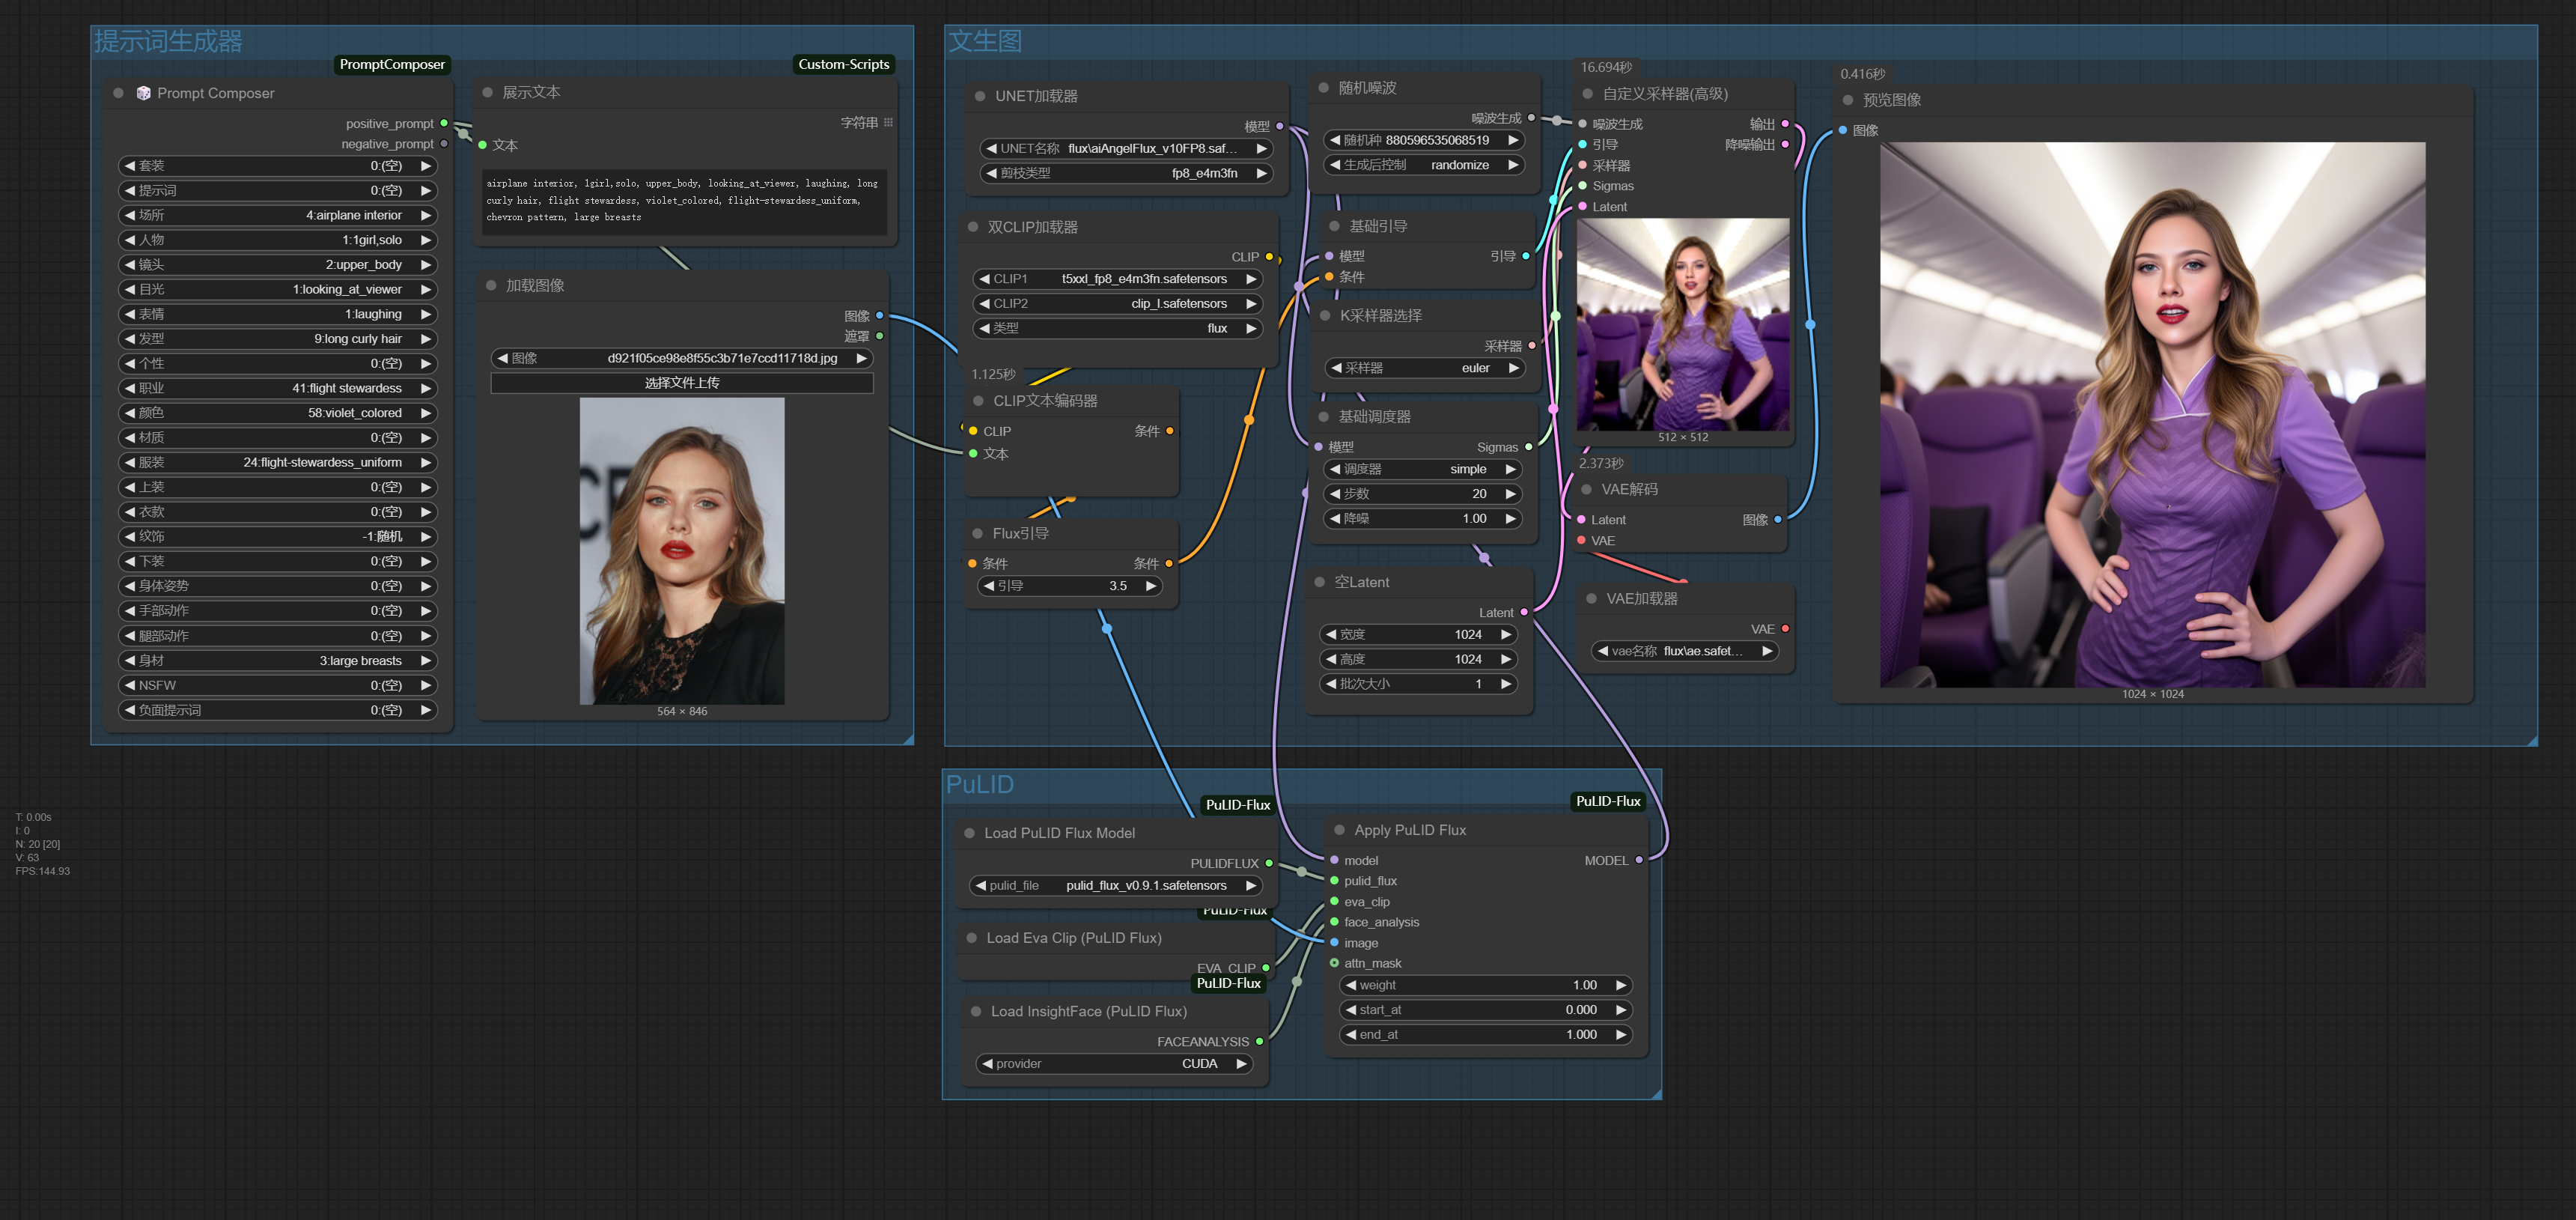 提示词生成器
PromptComposer
Prompt Composer
positive_prompt
negative_prompt
套装 0:(空)
提示词 0:(空)
场所 4:airplane interior
人物 1:1girl,solo
镜头 2:upper_body
目光 1:looking_at_viewer
表情 1:laughing
发型 9:long curly hair
个性 0:(空)
职业 41:flight stewardess
颜色 58:violet_colored
材质 0:(空)
服装 24:flight-stewardess_uniform
上装 0:(空)
衣款 0:(空)
纹饰 -1:随机
下装 0:(空)
身体姿势 0:(空)
手部动作 0:(空)
腿部动作 0:(空)
身材 3:large breasts
NSFW 0:(空)
负面提示词 0:(空)
Custom-Scripts
展示文本
字符串
文本
airplane interior, 1girl,solo, upper_body, looking_at_viewer, laughing, long
curly hair, flight stewardess, violet_colored, flight-stewardess_uniform,
chevron pattern, large breasts
加载图像
图像
遮罩
图像 d921f05ce98e8f55c3b71e7ccd11718d.jpg
选择文件上传
564 × 846
文生图
UNET加载器
模型
UNET名称 flux\aiAngelFlux_v10FP8.saf...
剪枝类型 fp8_e4m3fn
双CLIP加载器
CLIP
CLIP1 t5xxl_fp8_e4m3fn.safetensors
CLIP2 clip_l.safetensors
类型 flux
1.125秒
CLIP文本编码器
CLIP 条件
文本
Flux引导
条件 条件
引导 3.5
随机噪波
噪波生成
随机种 880596535068519
生成后控制 randomize
基础引导
模型 引导
条件
K采样器选择
采样器
采样器 euler
基础调度器
模型 Sigmas
调度器 simple
步数 20
降噪 1.00
空Latent
Latent
宽度 1024
高度 1024
批次大小 1
16.694秒
自定义采样器(高级)
噪波生成 输出
引导 降噪输出
采样器
Sigmas
Latent
512 × 512
2.373秒
VAE解码
Latent 图像
VAE
VAE加载器
VAE
vae名称 flux\ae.safet...
0.416秒
预览图像
图像
1024 × 1024
PuLID
PuLID-Flux
Load PuLID Flux Model
PULIDFLUX
pulid_file pulid_flux_v0.9.1.safetensors
PuLID-Flux
Load Eva Clip (PuLID Flux)
EVA_CLIP
PuLID-Flux
Load InsightFace (PuLID Flux)
FACEANALYSIS
provider CUDA
PuLID-Flux
Apply PuLID Flux
model MODEL
pulid_flux
eva_clip
face_analysis
image
attn_mask
weight 1.00
start_at 0.000
end_at 1.000
T: 0.00s
I: 0
N: 20 [20]
V: 63
FPS:144.93